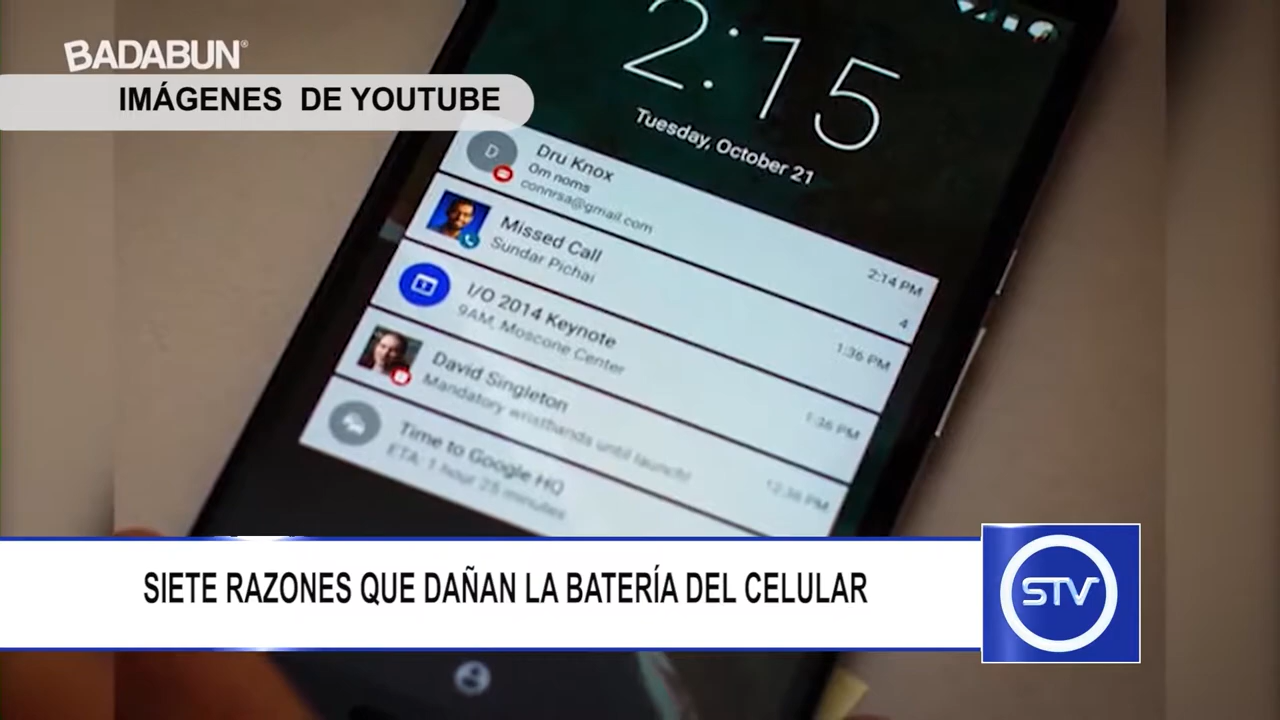 BADABUN®
IMÁGENES DE YOUTUBE
2:15
Tuesday, October 21
D
Dru Knox
Om noms
connrsa@gmail.com
2:14 PM
4
Missed Call
Sundar Pichai
1:36 PM
I/O 2014 Keynote
9AM, Moscone Center
1:36 PM
David Singleton
Mandatory wristbands until launch!
12:36 PM
Time to Google HQ
ETA: 1 hour 25 minutes
SIETE RAZONES QUE DAÑAN LA BATERÍA DEL CELULAR
STV